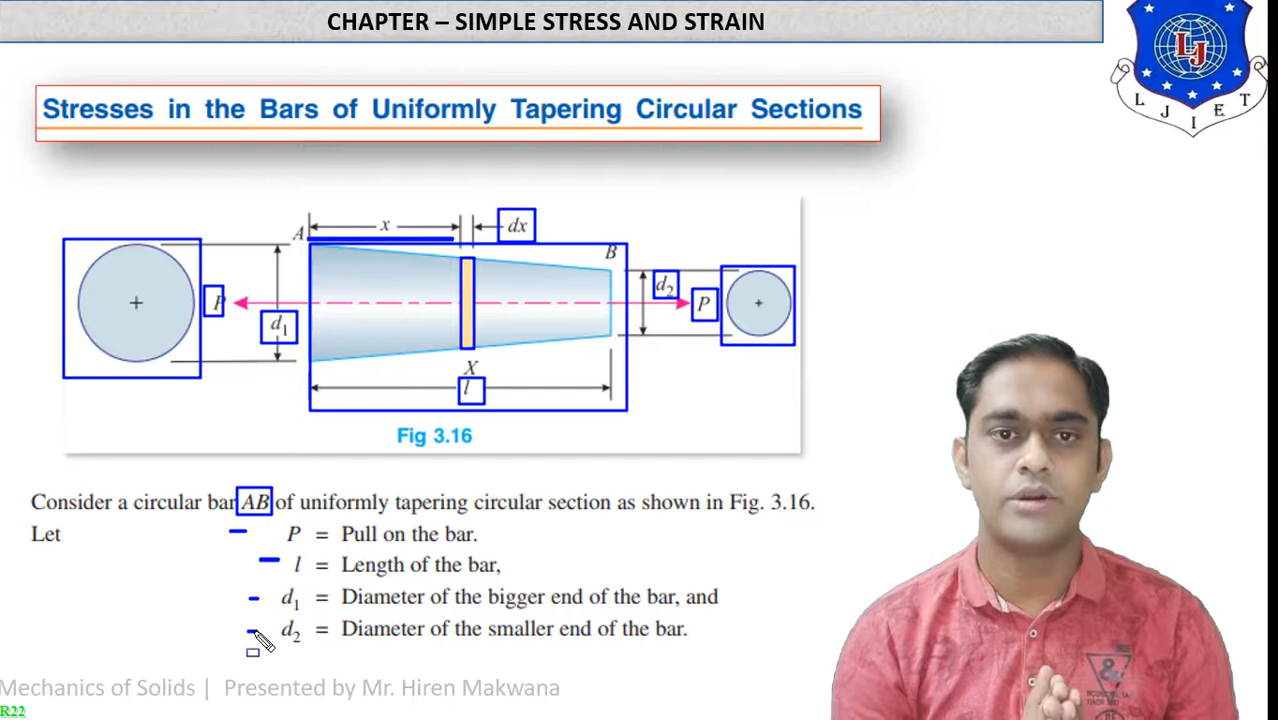 CHAPTER – SIMPLE STRESS AND STRAIN
LJ
L J I E T
Stresses in the Bars of Uniformly Tapering Circular Sections
x
dx
A
B
P
d1
d2
P
X
l
Fig 3.16
Consider a circular bar AB of uniformly tapering circular section as shown in Fig. 3.16.
Let P = Pull on the bar.
l = Length of the bar,
d1 = Diameter of the bigger end of the bar, and
d2 = Diameter of the smaller end of the bar.
Mechanics of Solids | Presented by Mr. Hiren Makwana
R22